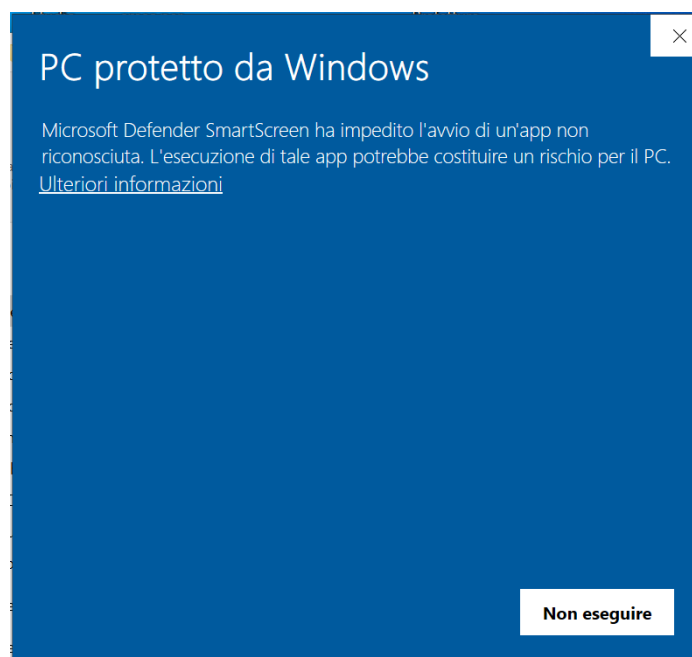 PC protetto da Windows
Microsoft Defender SmartScreen ha impedito l'avvio di un'app non
riconosciuta. L'esecuzione di tale app potrebbe costituire un rischio per il PC.
Ulteriori informazioni
Non eseguire